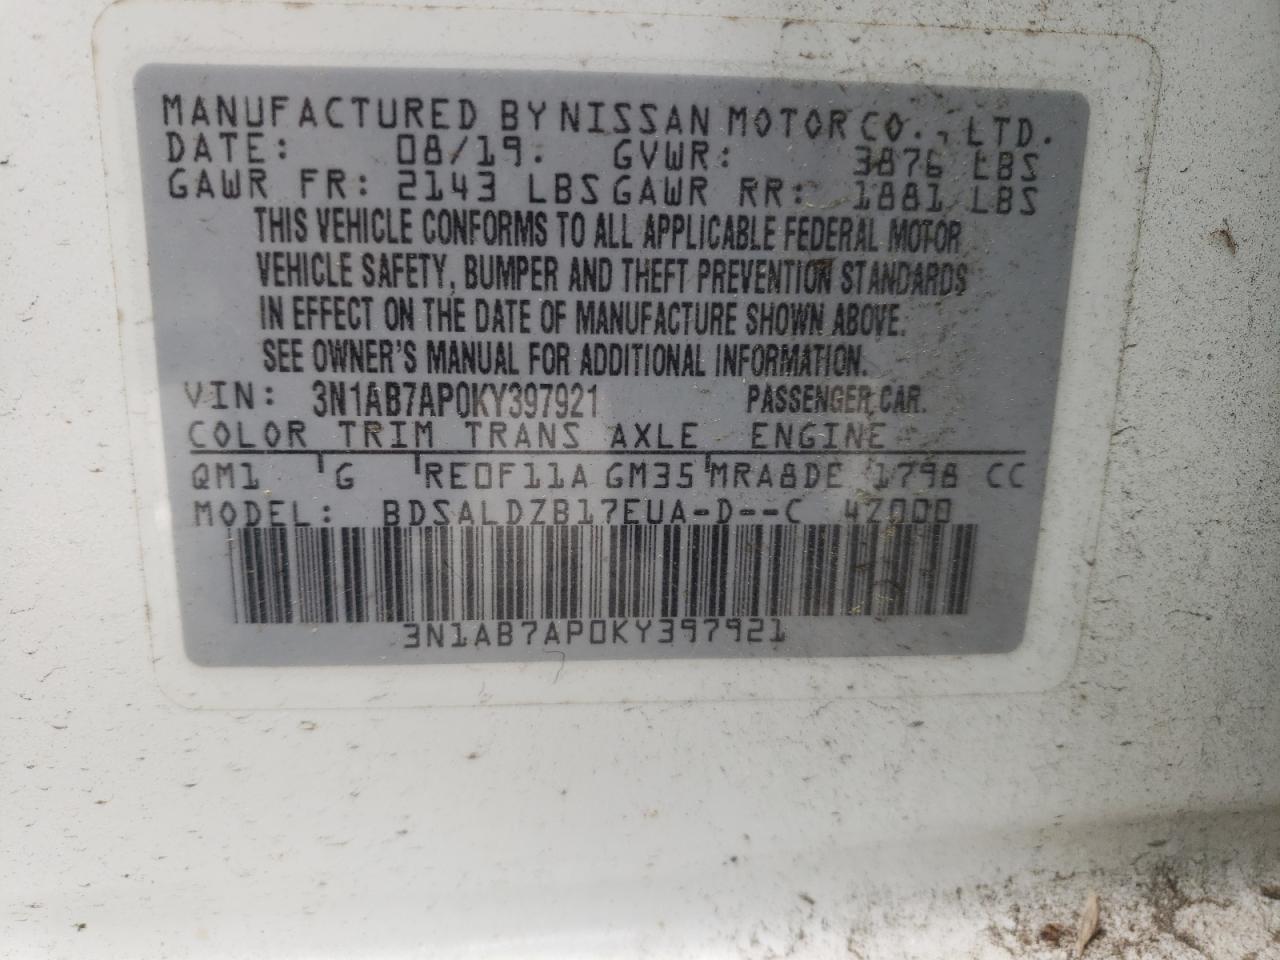 MANUFACTURED BY NISSAN MOTOR CO., LTD.
DATE: 08/19. GVWR: 3876 LBS
GAWR FR: 2143 LBS GAWR RR: 1881 LBS
THIS VEHICLE CONFORMS TO ALL APPLICABLE FEDERAL MOTOR
VEHICLE SAFETY, BUMPER AND THEFT PREVENTION STANDARDS
IN EFFECT ON THE DATE OF MANUFACTURE SHOWN ABOVE.
SEE OWNER'S MANUAL FOR ADDITIONAL INFORMATION.
VIN: 3N1AB7AP0KY397921 PASSENGER CAR.
COLOR TRIM TRANS AXLE ENGINE
QM1 G RE0F11A GM35 MRA8DE 1798 CC
MODEL: BDSALDZB17EUA-D--C 42000
3N1AB7AP0KY397921